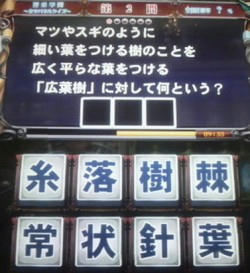 第3問
マツやスギのように
細い葉をつける樹のことを
広く平らな葉をつける
「広葉樹」に対して何という？
糸 落 樹 棘
常 状 針 葉